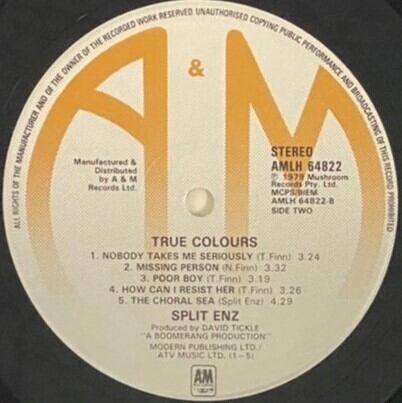 ALL RIGHTS OF THE MANUFACTURER AND OF THE OWNER OF THE RECORDED WORK RESERVED UNAUTHORISED COPYING PUBLIC PERFORMANCE AND BROADCASTING OF THIS RECORD PROHIBITED
A & M
Manufactured &
Distributed
by A & M
Records Ltd.
STEREO
AMLH 64822
℗ 1979 Mushroom
Records Pty. Ltd.
MCPS/BIEM
AMLH 64822-B
SIDE TWO
TRUE COLOURS
1. NOBODY TAKES ME SERIOUSLY (T.Finn) 3.24
2. MISSING PERSON (N.Finn) 3.32
3. POOR BOY (T.Finn) 3.19
4. HOW CAN I RESIST HER (T.Finn) 3.26
5. THE CHORAL SEA (Split Enz) 4.29
SPLIT ENZ
Produced by DAVID TICKLE
"A BOOMERANG PRODUCTION"
MODERN PUBLISHING LTD./
ATV MUSIC LTD. (1-5)
AM